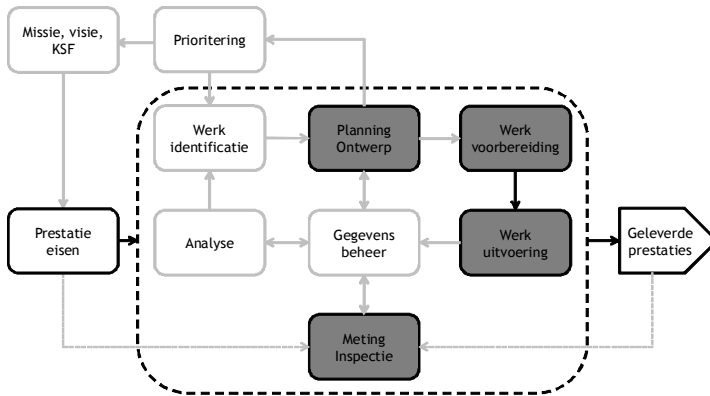 Missie, visie,
KSF
Prioritering
Werk
identificatie
Planning
Ontwerp
Werk
voorbereiding
Prestatie
eisen
Analyse
Gegevens
beheer
Werk
uitvoering
Geleverde
prestaties
Meting
Inspectie